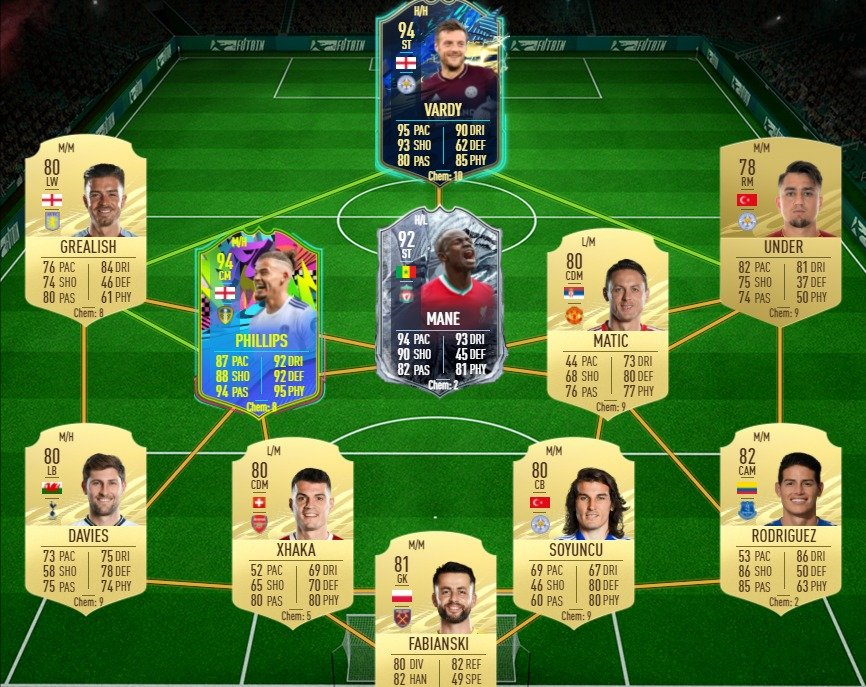 FUTBIN
FUTBIN
FUTBIN
FUTBIN
H/H
94
ST
VARDY
95 PAC 90 DRI
93 SHO 62 DEF
80 PAS 85 PHY
Chem: 10
M/M
80
LW
GREALISH
76 PAC 84 DRI
74 SHO 46 DEF
80 PAS 61 PHY
Chem: 8
M/H
94
CM
PHILLIPS
87 PAC 92 DRI
88 SHO 92 DEF
94 PAS 95 PHY
Chem: 8
H/L
92
ST
MANE
94 PAC 93 DRI
90 SHO 45 DEF
82 PAS 81 PHY
Chem: 2
L/M
80
CDM
MATIC
44 PAC 73 DRI
68 SHO 80 DEF
76 PAS 77 PHY
Chem: 9
M/M
78
RM
UNDER
82 PAC 81 DRI
75 SHO 37 DEF
74 PAS 50 PHY
Chem: 9
M/H
80
LB
DAVIES
73 PAC 75 DRI
58 SHO 78 DEF
75 PAS 74 PHY
Chem: 9
L/M
80
CDM
XHAKA
52 PAC 69 DRI
65 SHO 70 DEF
80 PAS 80 PHY
Chem: 5
M/M
81
GK
FABIANSKI
80 DIV 82 REF
82 HAN 49 SPE
M/M
80
CB
SOYUNCU
69 PAC 67 DRI
46 SHO 80 DEF
60 PAS 80 PHY
Chem: 9
M/M
82
CAM
RODRIGUEZ
53 PAC 86 DRI
86 SHO 50 DEF
85 PAS 63 PHY
Chem: 2